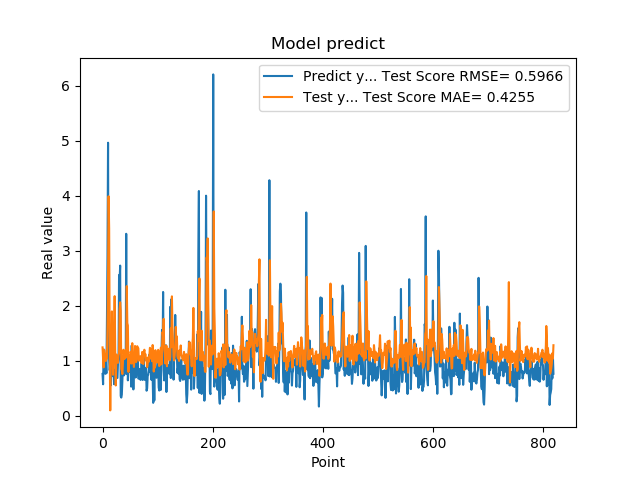 Model predict
Predict y... Test Score RMSE= 0.5966
Test y... Test Score MAE= 0.4255
Real value
6
5
4
3
2
1
0
0 200 400 600 800
Point